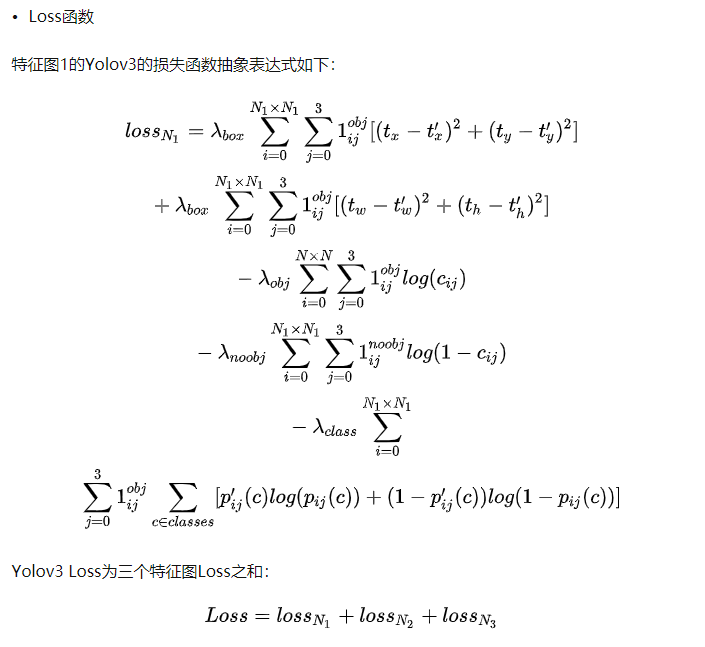 • Loss函数
特征图1的Yolov3的损失函数抽象表达式如下：
$loss_{N_1} = \lambda_{box} \sum_{i=0}^{N_1 \times N_1} \sum_{j=0}^{3} 1_{ij}^{obj} [(t_x - t_x')^2 + (t_y - t_y')^2]$
$+ \lambda_{box} \sum_{i=0}^{N_1 \times N_1} \sum_{j=0}^{3} 1_{ij}^{obj} [(t_w - t_w')^2 + (t_h - t_h')^2]$
$- \lambda_{obj} \sum_{i=0}^{N \times N} \sum_{j=0}^{3} 1_{ij}^{obj} log(c_{ij})$
$- \lambda_{noobj} \sum_{i=0}^{N_1 \times N_1} \sum_{j=0}^{3} 1_{ij}^{noobj} log(1 - c_{ij})$
$- \lambda_{class} \sum_{i=0}^{N_1 \times N_1}$
$\sum_{j=0}^{3} 1_{ij}^{obj} \sum_{c \in classes} [p_{ij}'(c) log(p_{ij}(c)) + (1 - p_{ij}'(c)) log(1 - p_{ij}(c))]$
Yolov3 Loss为三个特征图Loss之和：
$Loss = loss_{N_1} + loss_{N_2} + loss_{N_3}$